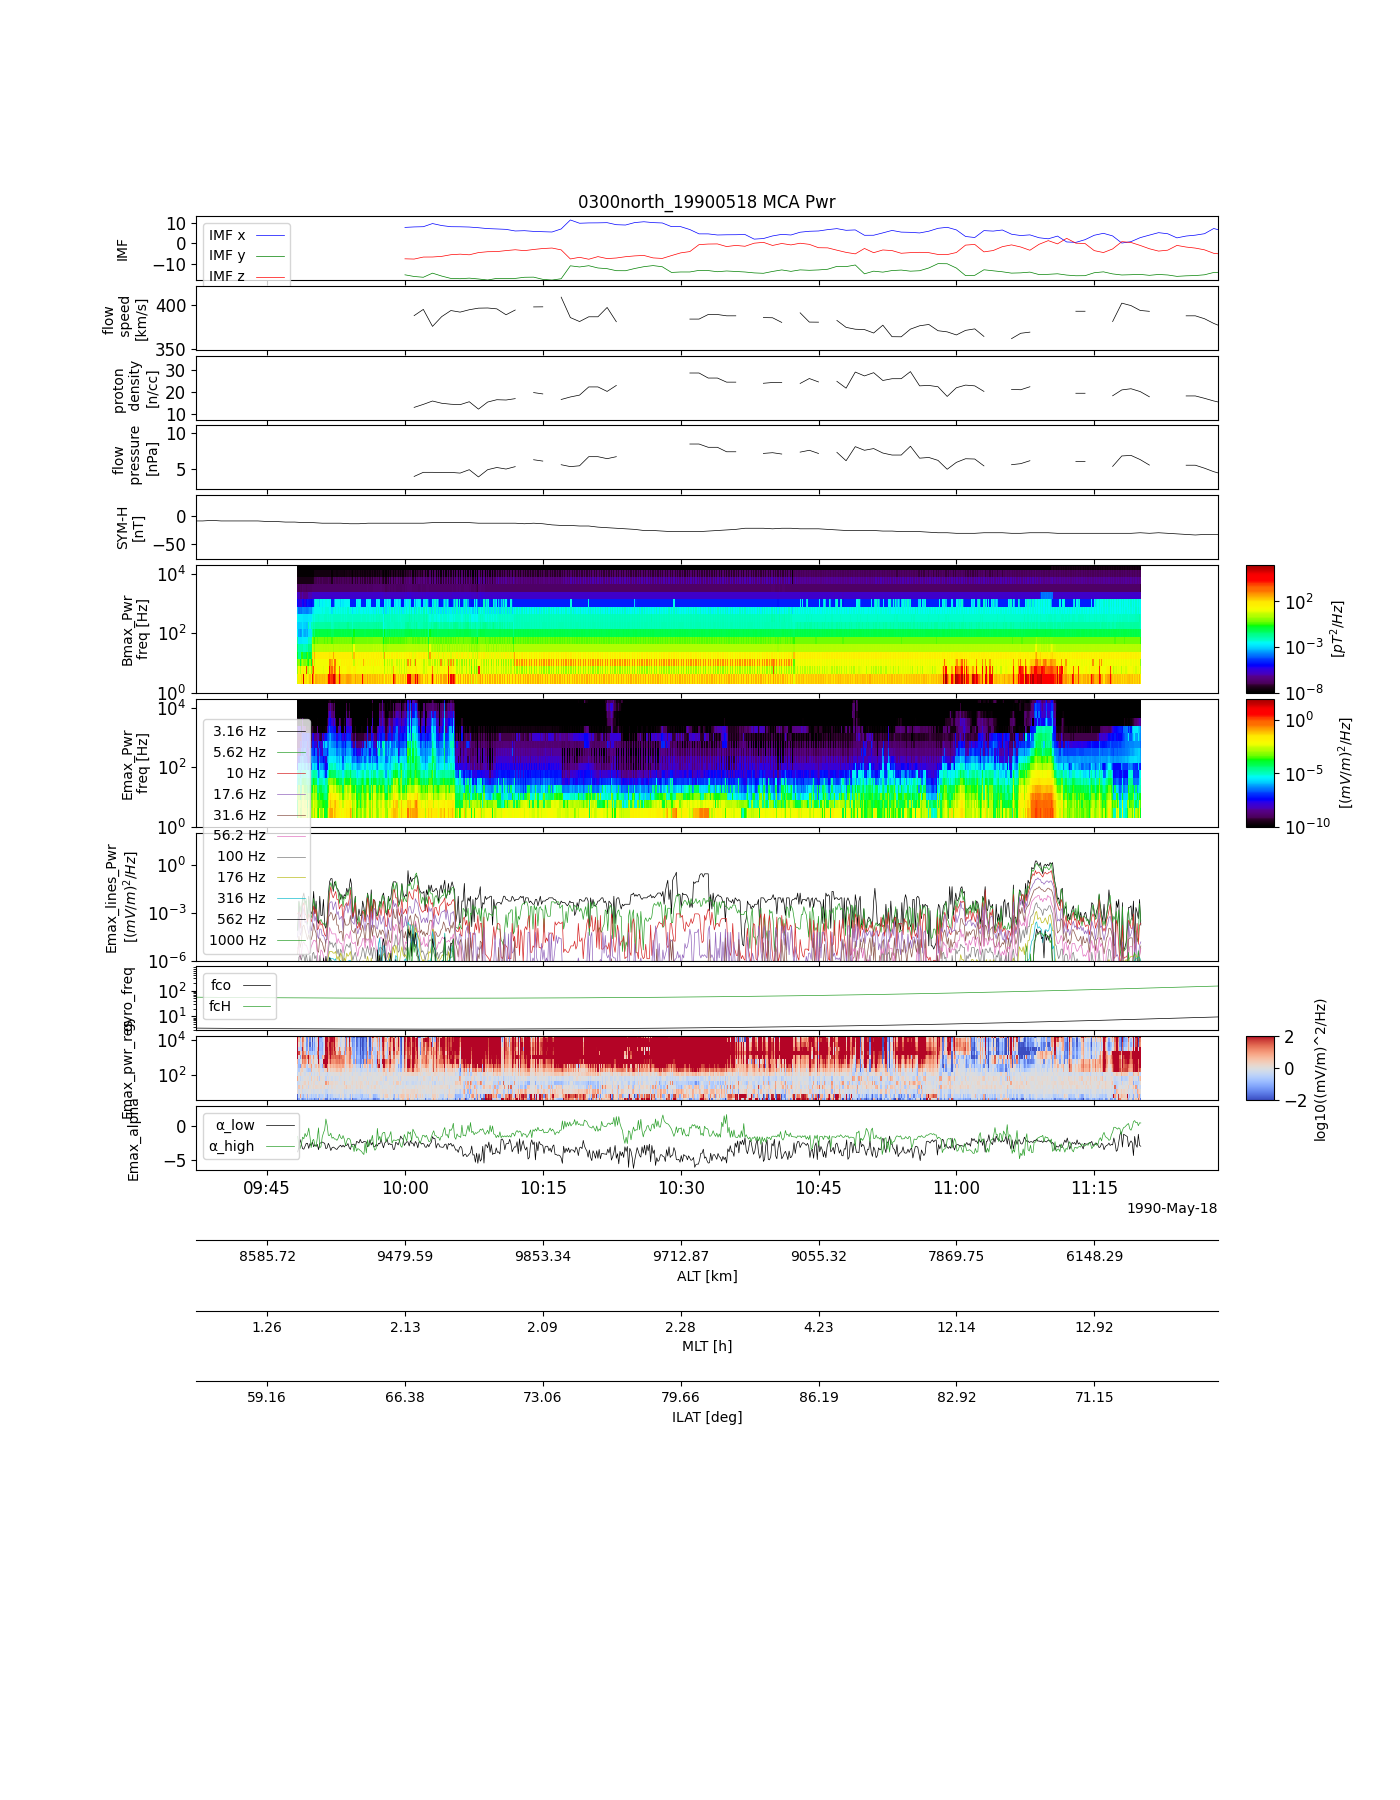 0300north_19900518 MCA Pwr
10
0
−10
IMF
IMF x
IMF y
IMF z
400
350
flow
speed
[km/s]
30
20
10
proton
density
[n/cc]
10
5
flow
pressure
[nPa]
0
−50
SYM-H
[nT]
10^4
10^2
10^0
Bmax_Pwr
freq [Hz]
10^2
10^−3
10^−8
[pT^2/Hz]
10^4
10^2
10^0
Emax_Pwr
freq [Hz]
10^0
10^−5
10^−10
[(mV/m)^2/Hz]
3.16 Hz
5.62 Hz
10 Hz
17.6 Hz
31.6 Hz
56.2 Hz
100 Hz
176 Hz
316 Hz
562 Hz
1000 Hz
10^0
10^−3
10^−6
Emax_lines_Pwr
[(mV/m)^2/Hz]
10^2
10^1
gyro_freq
fco
fcH
10^4
10^2
Emax_pwr_reg
2
0
−2
log10((mV/m)^2/Hz)
0
−5
Emax_alpha
α_low
α_high
09:45 10:00 10:15 10:30 10:45 11:00 11:15
1990-May-18
8585.72 9479.59 9853.34 9712.87 9055.32 7869.75 6148.29
ALT [km]
1.26 2.13 2.09 2.28 4.23 12.14 12.92
MLT [h]
59.16 66.38 73.06 79.66 86.19 82.92 71.15
ILAT [deg]